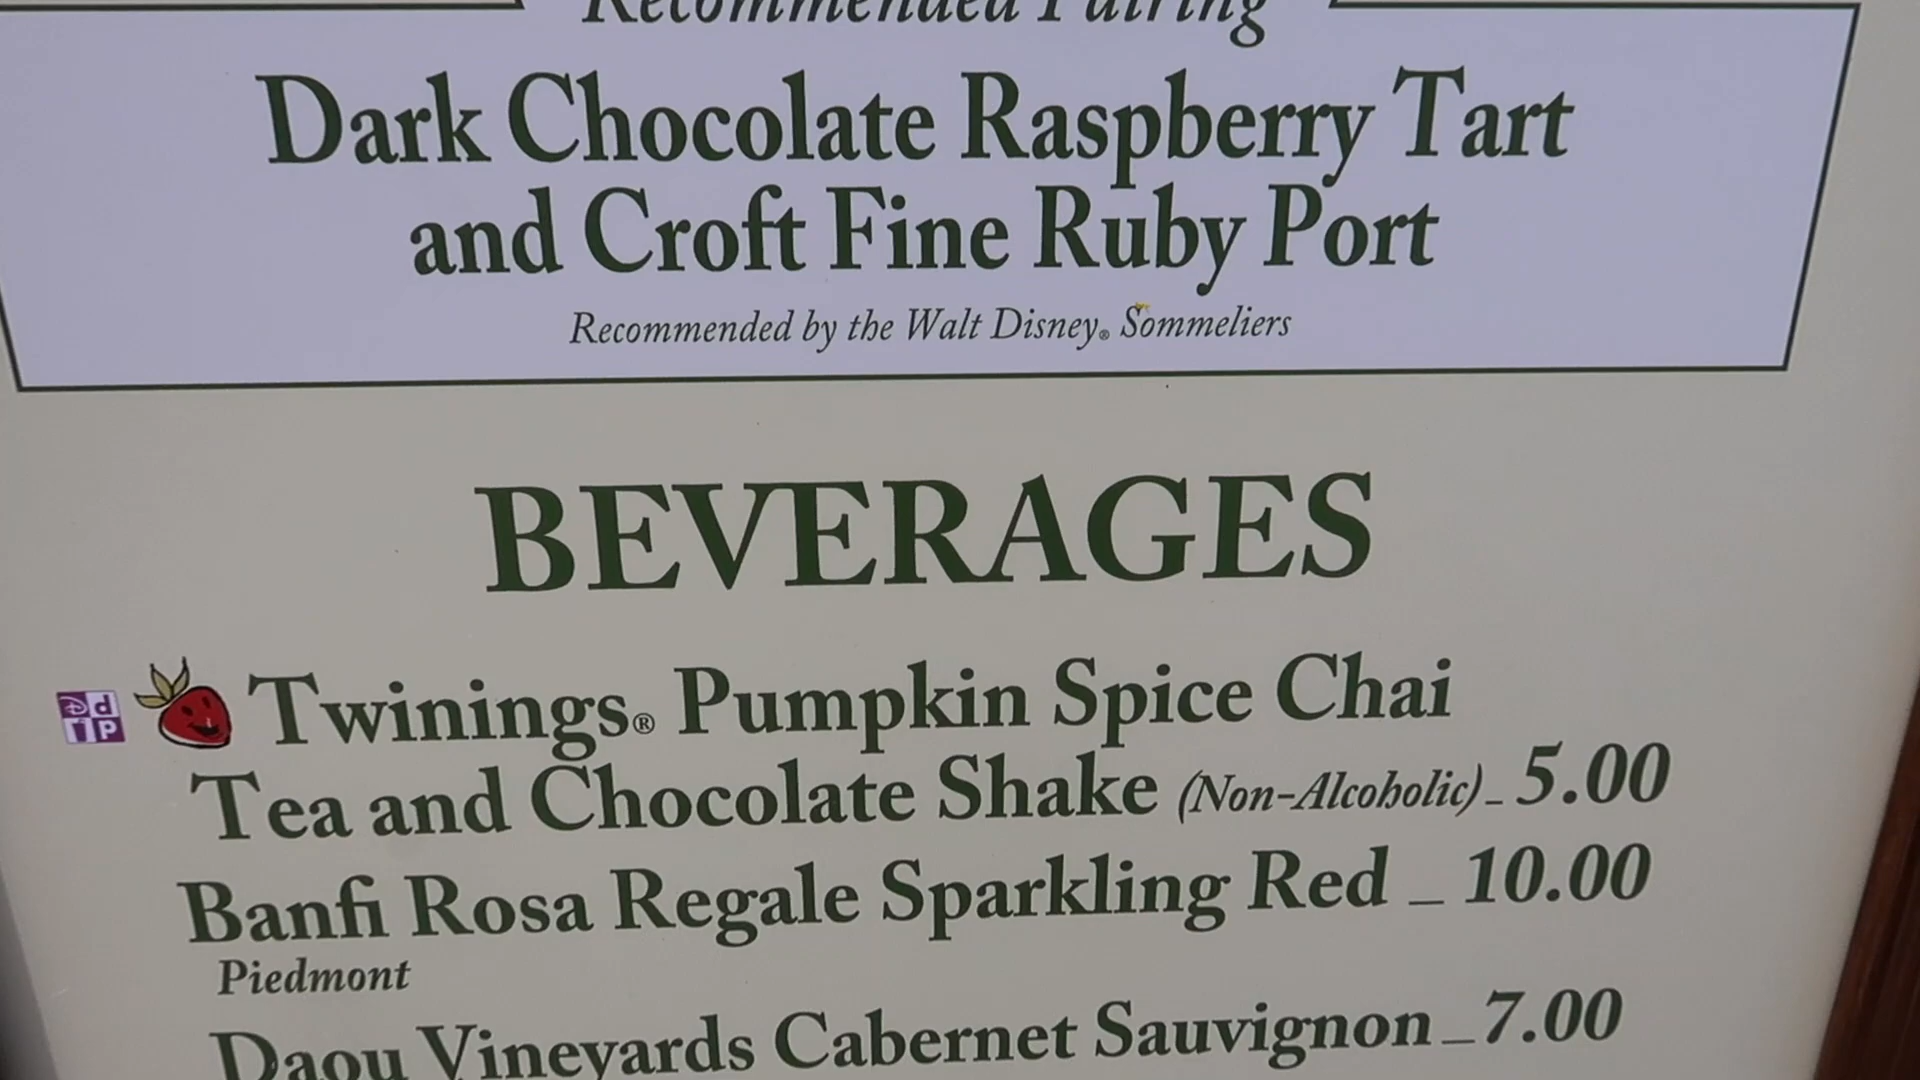 Recommended Pairing
Dark Chocolate Raspberry Tart
and Croft Fine Ruby Port
Recommended by the Walt Disney® Sommeliers
BEVERAGES
DdTP Twinings® Pumpkin Spice Chai
Tea and Chocolate Shake (Non-Alcoholic) _ 5.00
Banfi Rosa Regale Sparkling Red _ 10.00
Piedmont
Daou Vineyards Cabernet Sauvignon _ 7.00